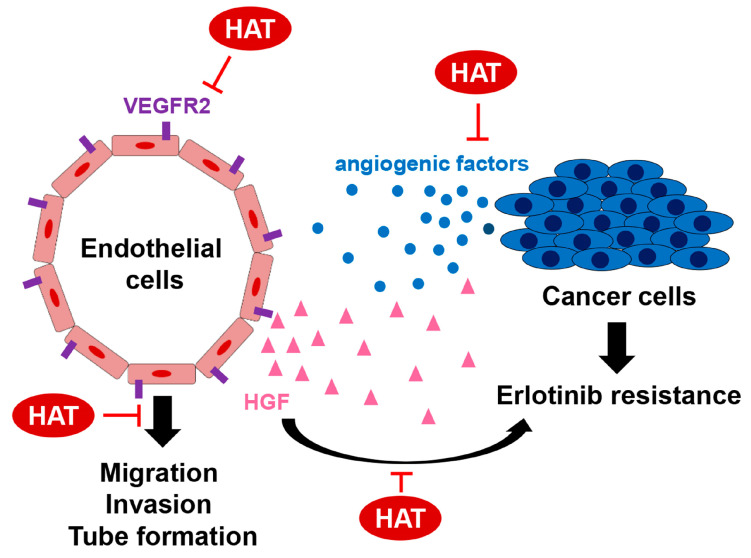 HAT
HAT
VEGFR2
angiogenic factors
Endothelial
cells
Cancer cells
HGF
Erlotinib resistance
HAT
Migration
Invasion
Tube formation
HAT